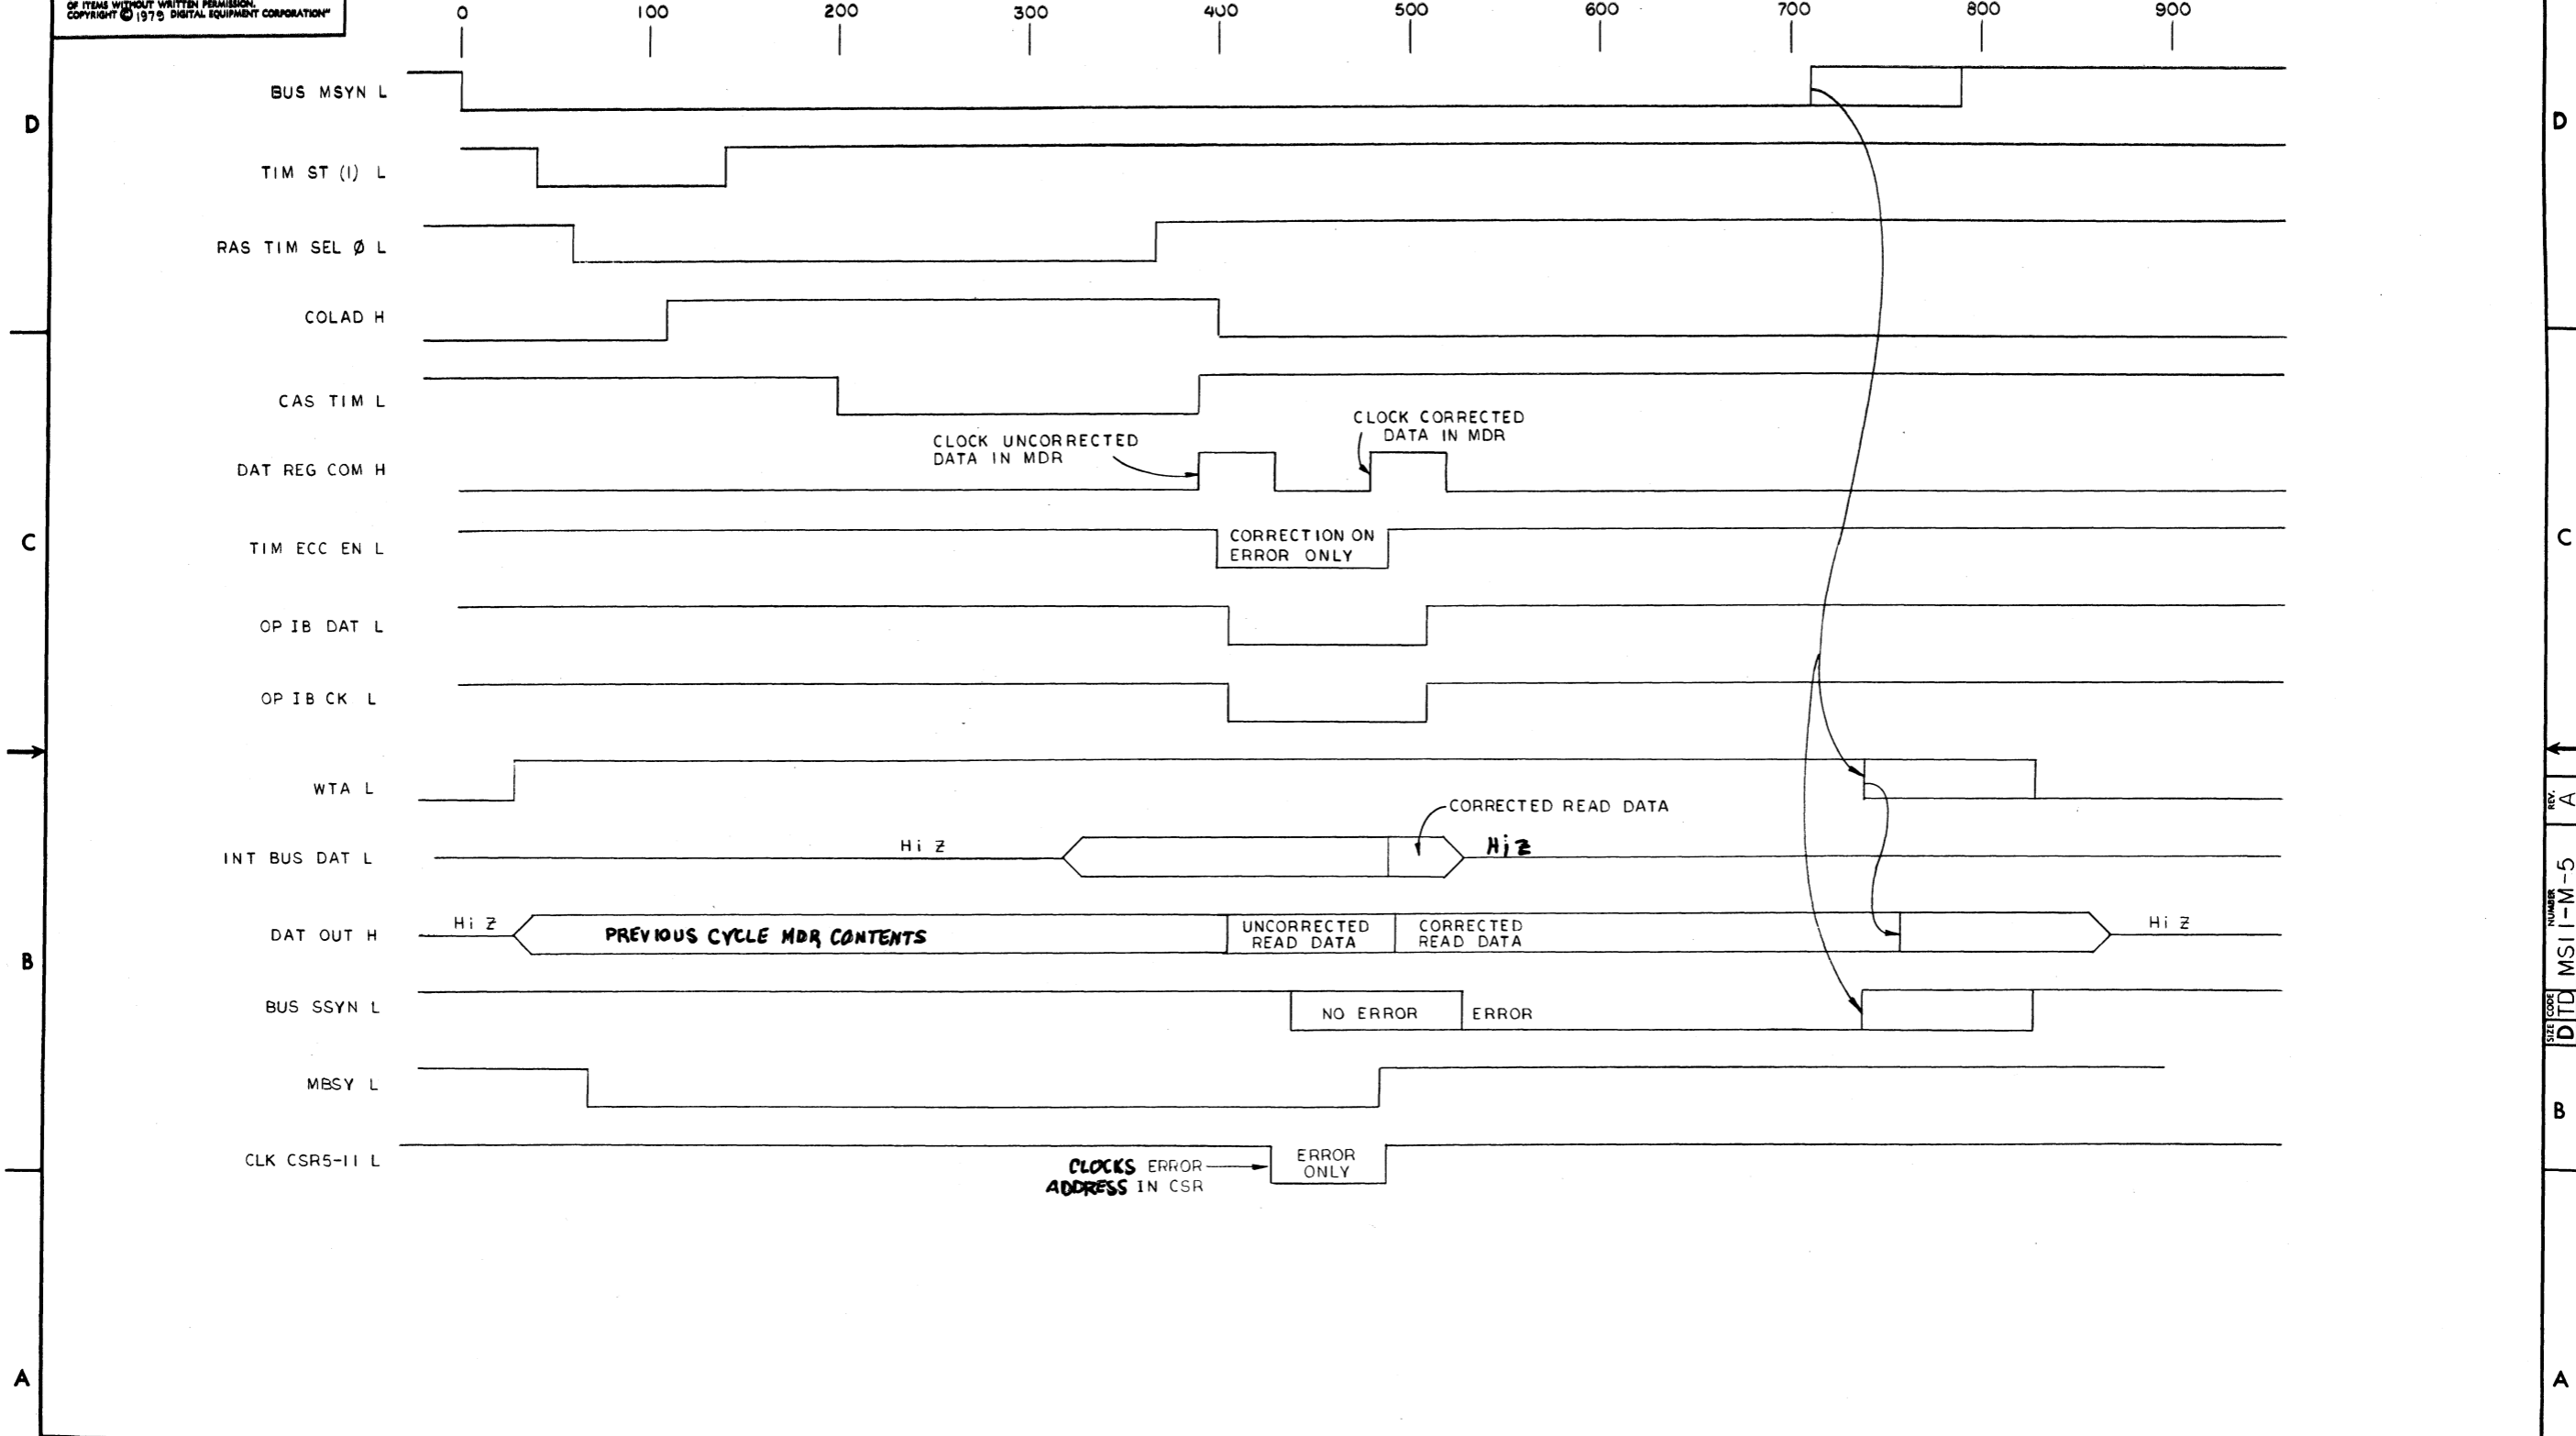 OF ITEMS WITHOUT WRITTEN PERMISSION.
COPYRIGHT © 1979 DIGITAL EQUIPMENT CORPORATION"
0 100 200 300 400 500 600 700 800 900
BUS MSYN L
D
D
TIM ST (1) L
RAS TIM SEL Ø L
COLAD H
CAS TIM L
CLOCK UNCORRECTED
DATA IN MDR
CLOCK CORRECTED
DATA IN MDR
DAT REG COM H
C
C
TIM ECC EN L
CORRECTION ON
ERROR ONLY
OP IB DAT L
OP IB CK L
WTA L
CORRECTED READ DATA
INT BUS DAT L
Hi Z
Hi Z
DAT OUT H
Hi Z
PREVIOUS CYCLE MDR CONTENTS
UNCORRECTED
READ DATA
CORRECTED
READ DATA
Hi Z
B
BUS SSYN L
NO ERROR
ERROR
MBSY L
B
CLK CSR5-11 L
CLOCKS ERROR
ADDRESS IN CSR
ERROR
ONLY
A
A
REV.
A
NUMBER
MS11-M-5
SIZE
D
CODE
TD